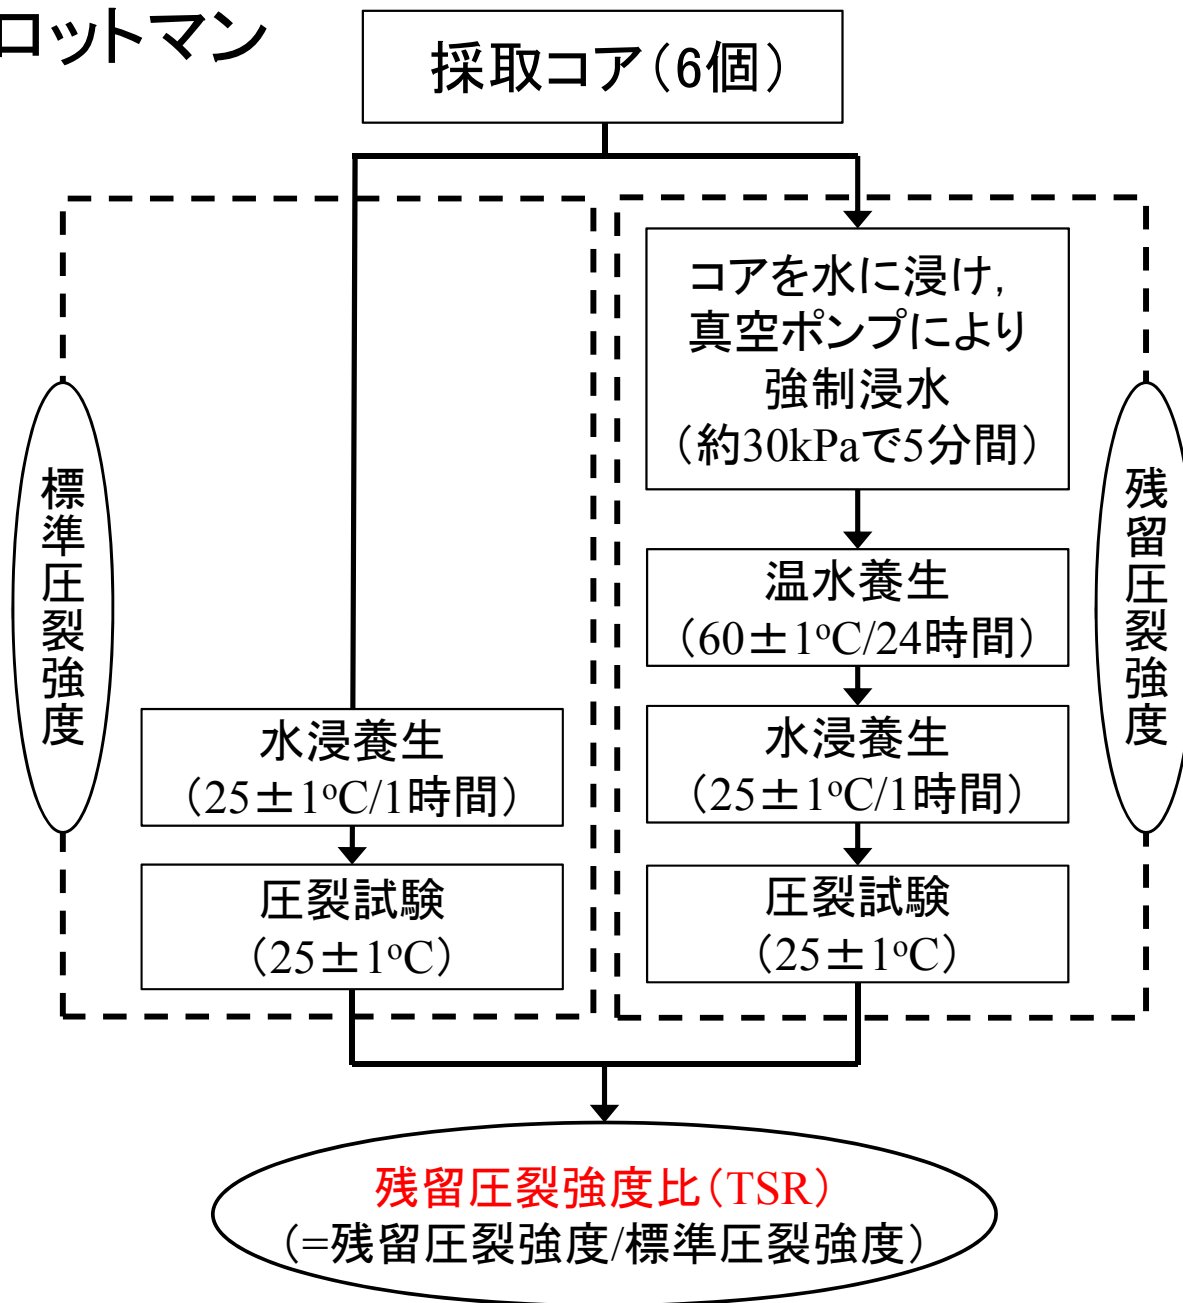 ロットマン
採取コア（6個）
コアを水に浸け，
真空ポンプにより
強制浸水
（約30kPaで5分間）
標準圧裂強度
残留圧裂強度
温水養生
（60±1°C/24時間）
水浸養生
（25±1°C/1時間）
水浸養生
（25±1°C/1時間）
圧裂試験
（25±1°C）
圧裂試験
（25±1°C）
残留圧裂強度比（TSR）
（=残留圧裂強度/標準圧裂強度）